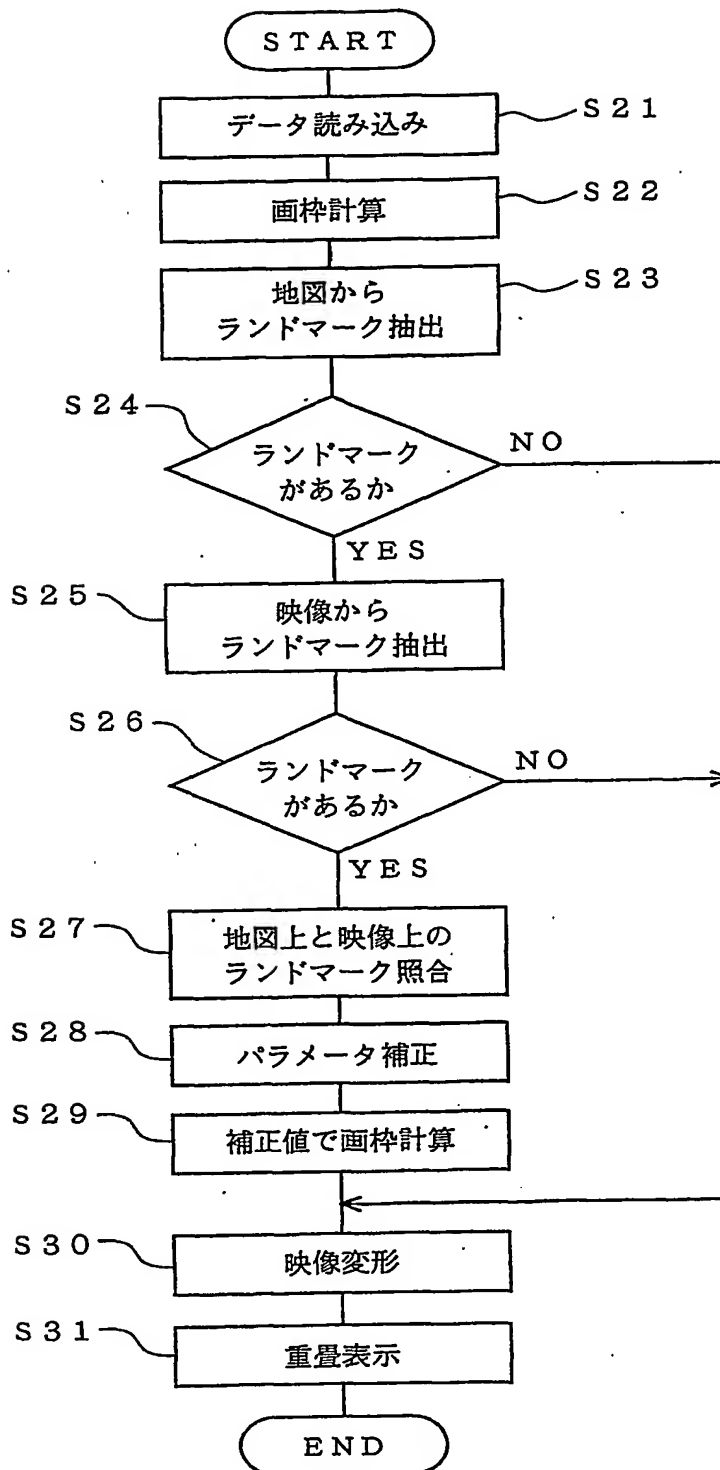 START
データ読み込み
S21
画枠計算
S22
地図から
ランドマーク抽出
S23
S24
ランドマーク
があるか
NO
YES
S25
映像から
ランドマーク抽出
S26
ランドマーク
があるか
NO
YES
S27
地図上と映像上の
ランドマーク照合
S28
パラメータ補正
S29
補正値で画枠計算
S30
映像変形
S31
重畳表示
END